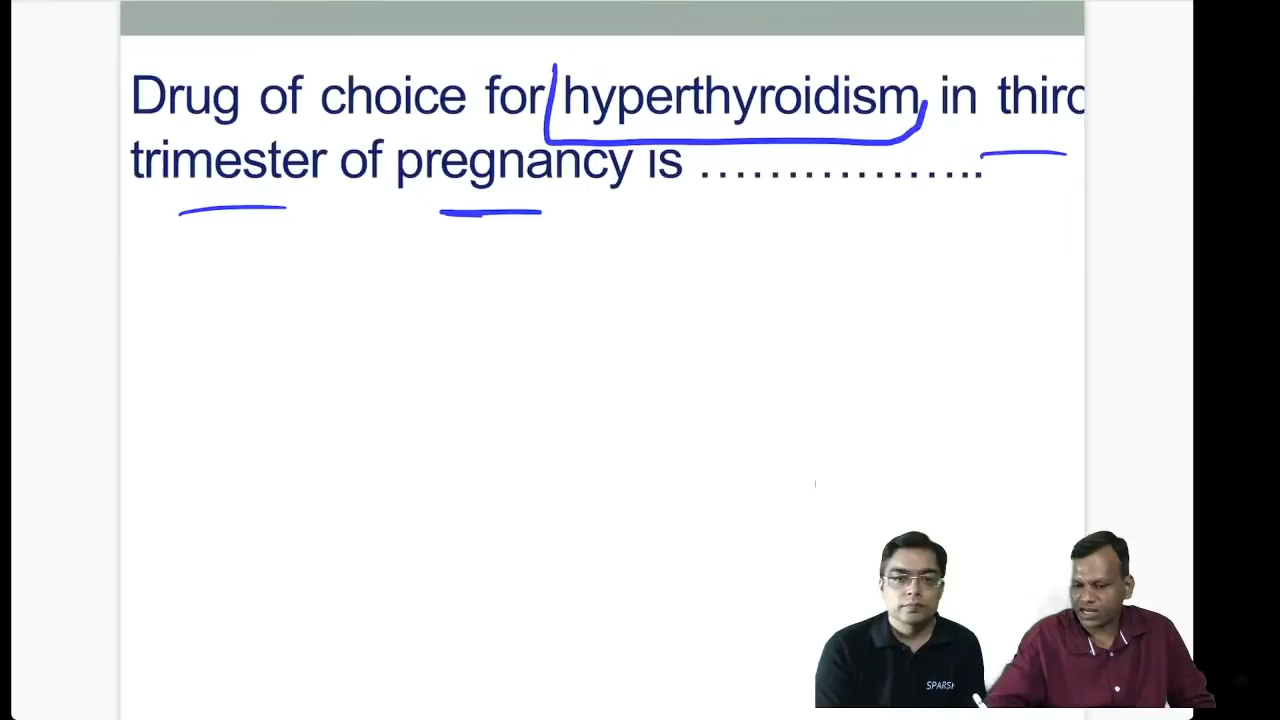 Drug of choice for hyperthyroidism in third
trimester of pregnancy is ……………..
SPARSH